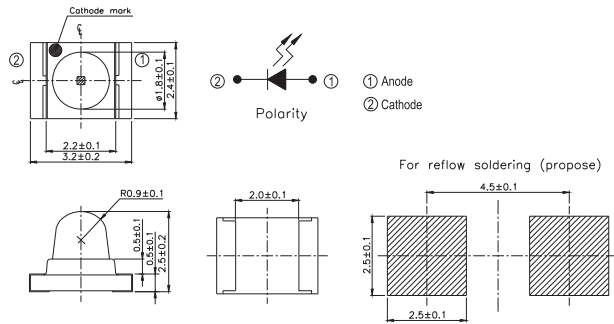 Cathode mark
℄
②
①
℄
ø1.8±0.1
2.4±0.1
2.2±0.1
3.2±0.2
②
①
Polarity
① Anode
② Cathode
For reflow soldering (propose)
R0.9±0.1
0.5±0.1
0.5±0.1
2.5±0.2
2.0±0.1
4.5±0.1
2.5±0.1
2.5±0.1